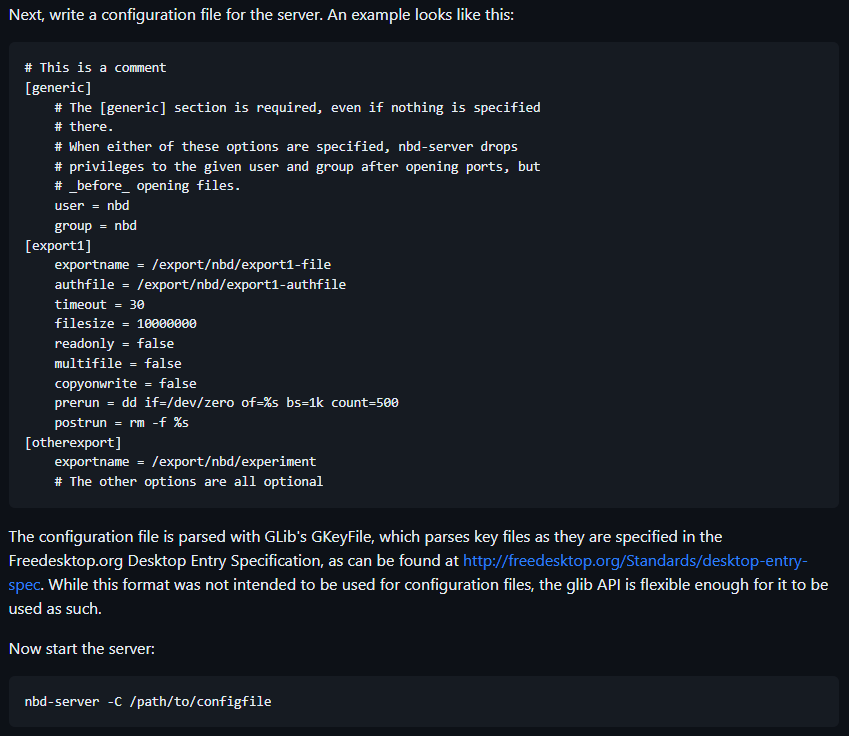 Next, write a configuration file for the server. An example looks like this:
# This is a comment
[generic]
# The [generic] section is required, even if nothing is specified
# there.
# When either of these options are specified, nbd-server drops
# privileges to the given user and group after opening ports, but
# _before_ opening files.
user = nbd
group = nbd
[export1]
exportname = /export/nbd/export1-file
authfile = /export/nbd/export1-authfile
timeout = 30
filesize = 10000000
readonly = false
multifile = false
copyonwrite = false
prerun = dd if=/dev/zero of=%s bs=1k count=500
postrun = rm -f %s
[otherexport]
exportname = /export/nbd/experiment
# The other options are all optional
The configuration file is parsed with GLib's GKeyFile, which parses key files as they are specified in the
Freedesktop.org Desktop Entry Specification, as can be found at http://freedesktop.org/Standards/desktop-entry-
spec. While this format was not intended to be used for configuration files, the glib API is flexible enough for it to be
used as such.
Now start the server:
nbd-server -C /path/to/configfile